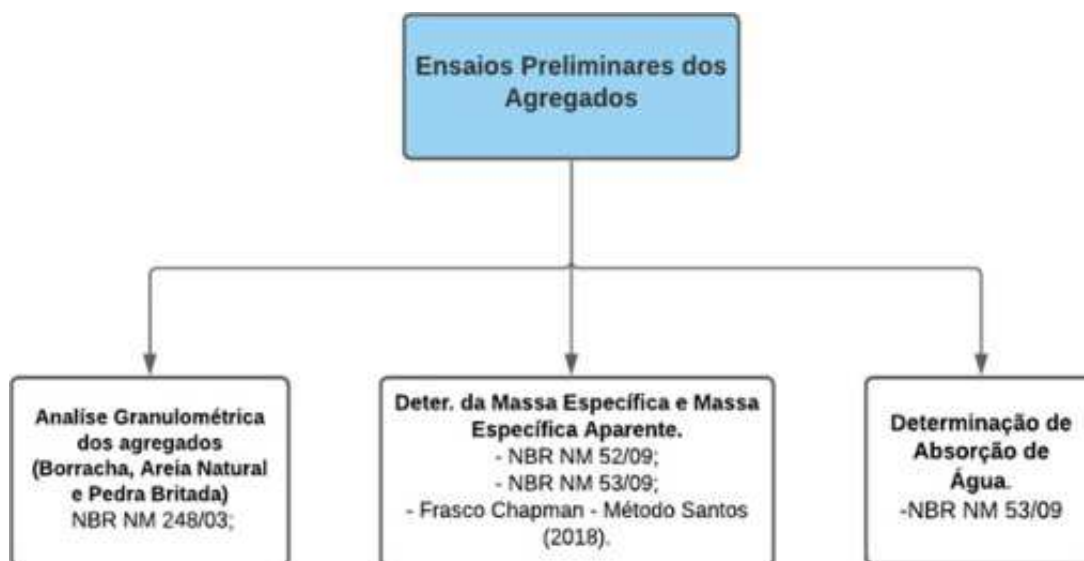 Ensaios Preliminares dos
Agregados
Analíse Granulométrica
dos agregados
(Borracha, Areia Natural
e Pedra Britada)
NBR NM 248/03;
Deter. da Massa Específica e Massa
Específica Aparente.
- NBR NM 52/09;
- NBR NM 53/09;
- Frasco Chapman - Método Santos
(2018).
Determinação de
Absorção de
Água.
-NBR NM 53/09